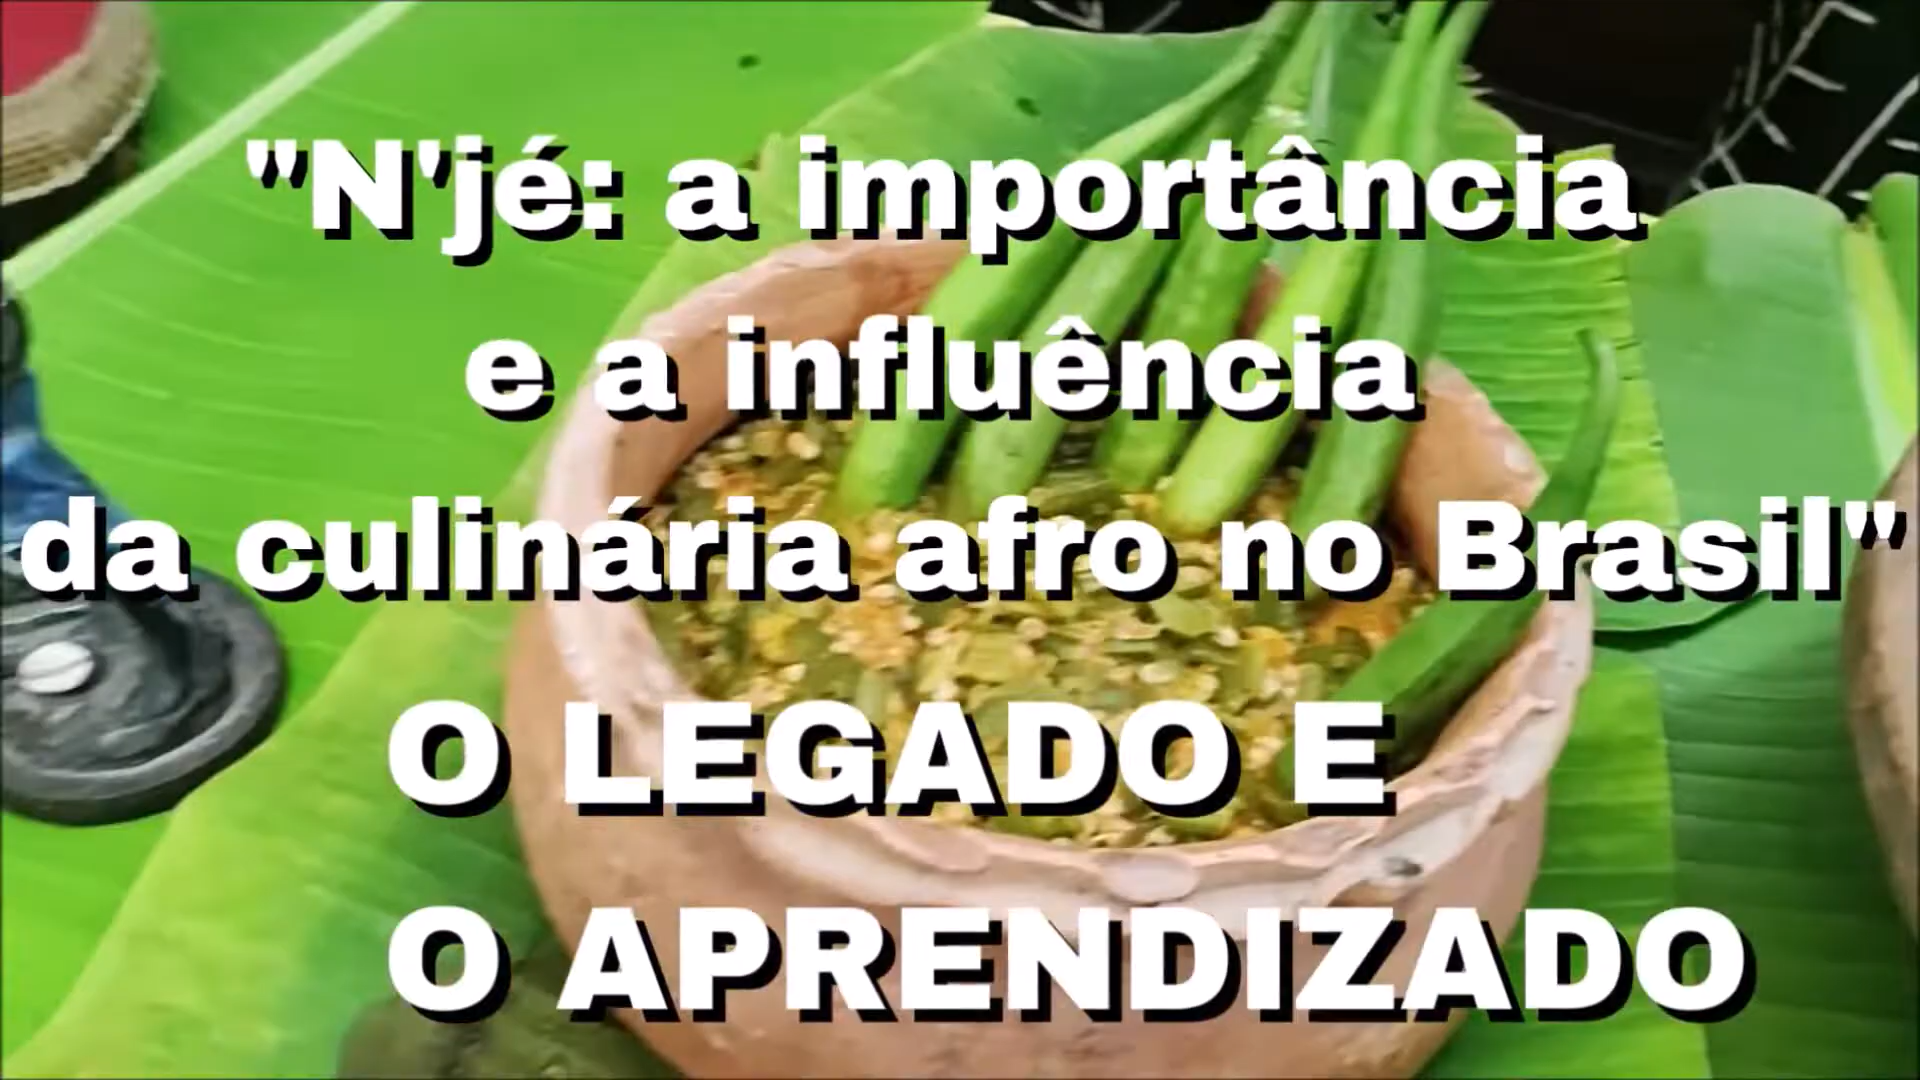 "N'jé: a importância
e a influência
da culinária afro no Brasil"
O LEGADO E
O APRENDIZADO